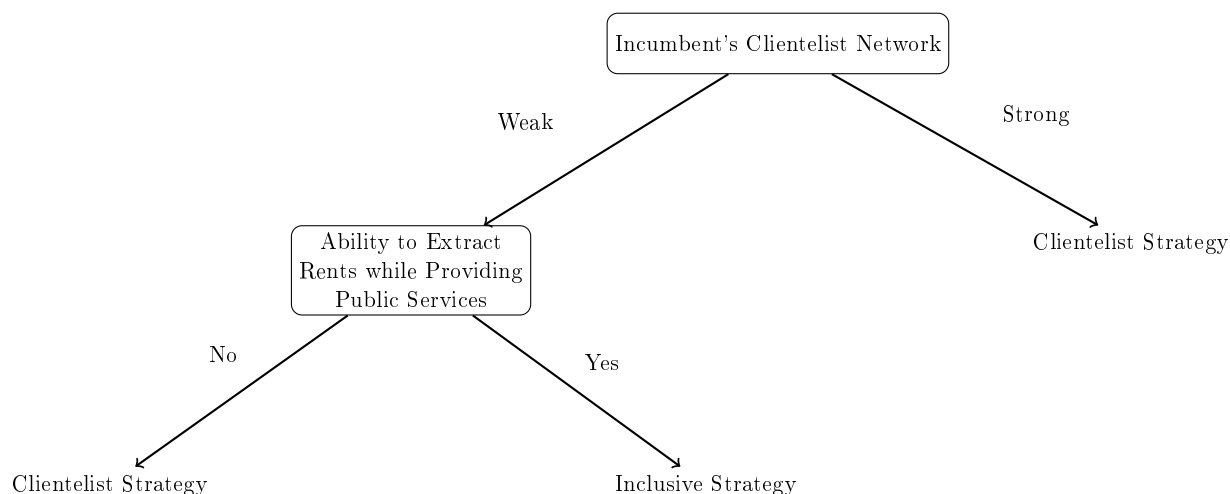 Incumbent's Clientelist Network
Weak
Strong
Ability to Extract
Rents while Providing
Public Services
Clientelist Strategy
No
Yes
Clientelist Strategy
Inclusive Strategy